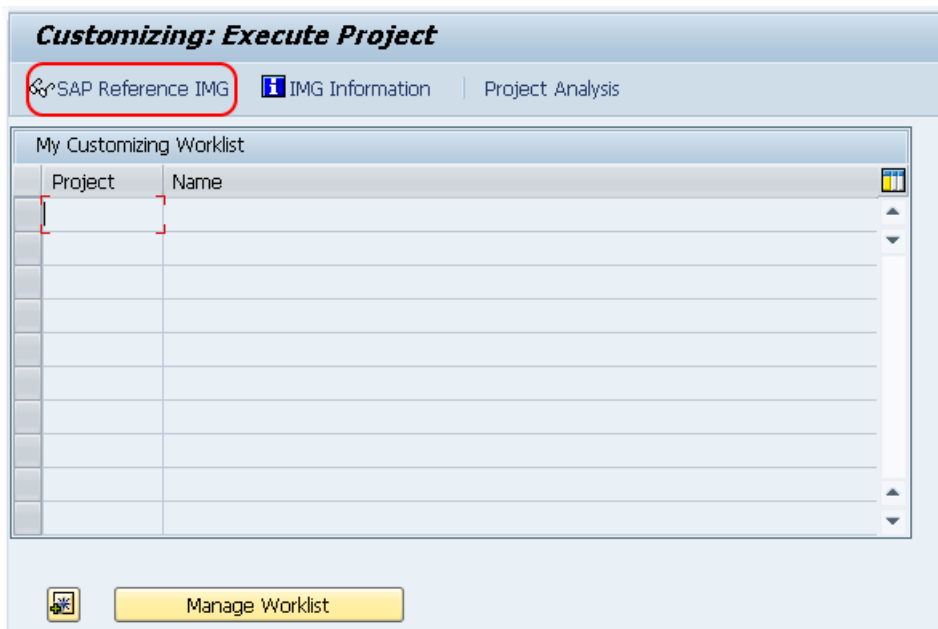 Customizing: Execute Project
SAP Reference IMG IMG Information Project Analysis
My Customizing Worklist
Project Name
Manage Worklist